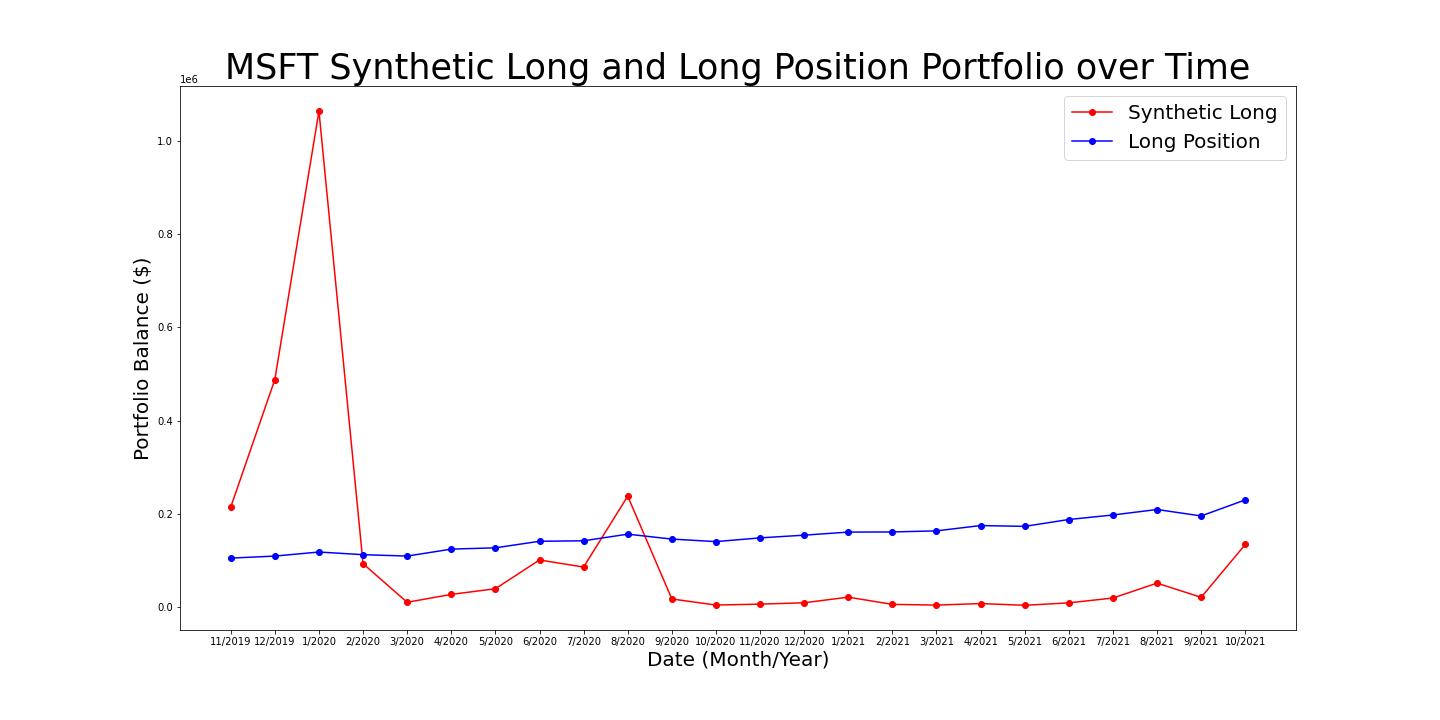 MSFT Synthetic Long and Long Position Portfolio over Time
1e6
Synthetic Long
Long Position
1.0
0.8
0.6
0.4
0.2
0.0
Portfolio Balance ($)
11/2019 12/2019 1/2020 2/2020 3/2020 4/2020 5/2020 6/2020 7/2020 8/2020 9/2020 10/2020 11/2020 12/2020 1/2021 2/2021 3/2021 4/2021 5/2021 6/2021 7/2021 8/2021 9/2021 10/2021
Date (Month/Year)